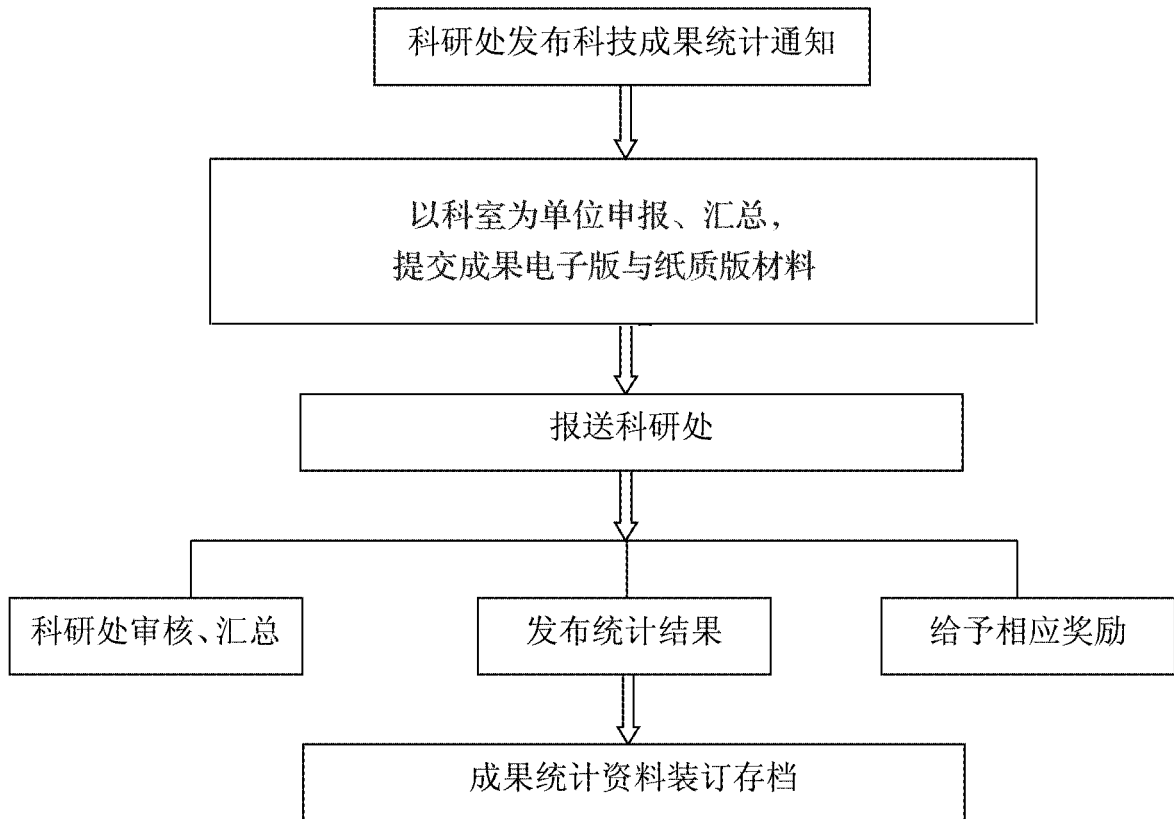 科研处发布科技成果统计通知
以科室为单位申报、汇总，
提交成果电子版与纸质版材料
报送科研处
科研处审核、汇总
发布统计结果
给予相应奖励
成果统计资料装订存档